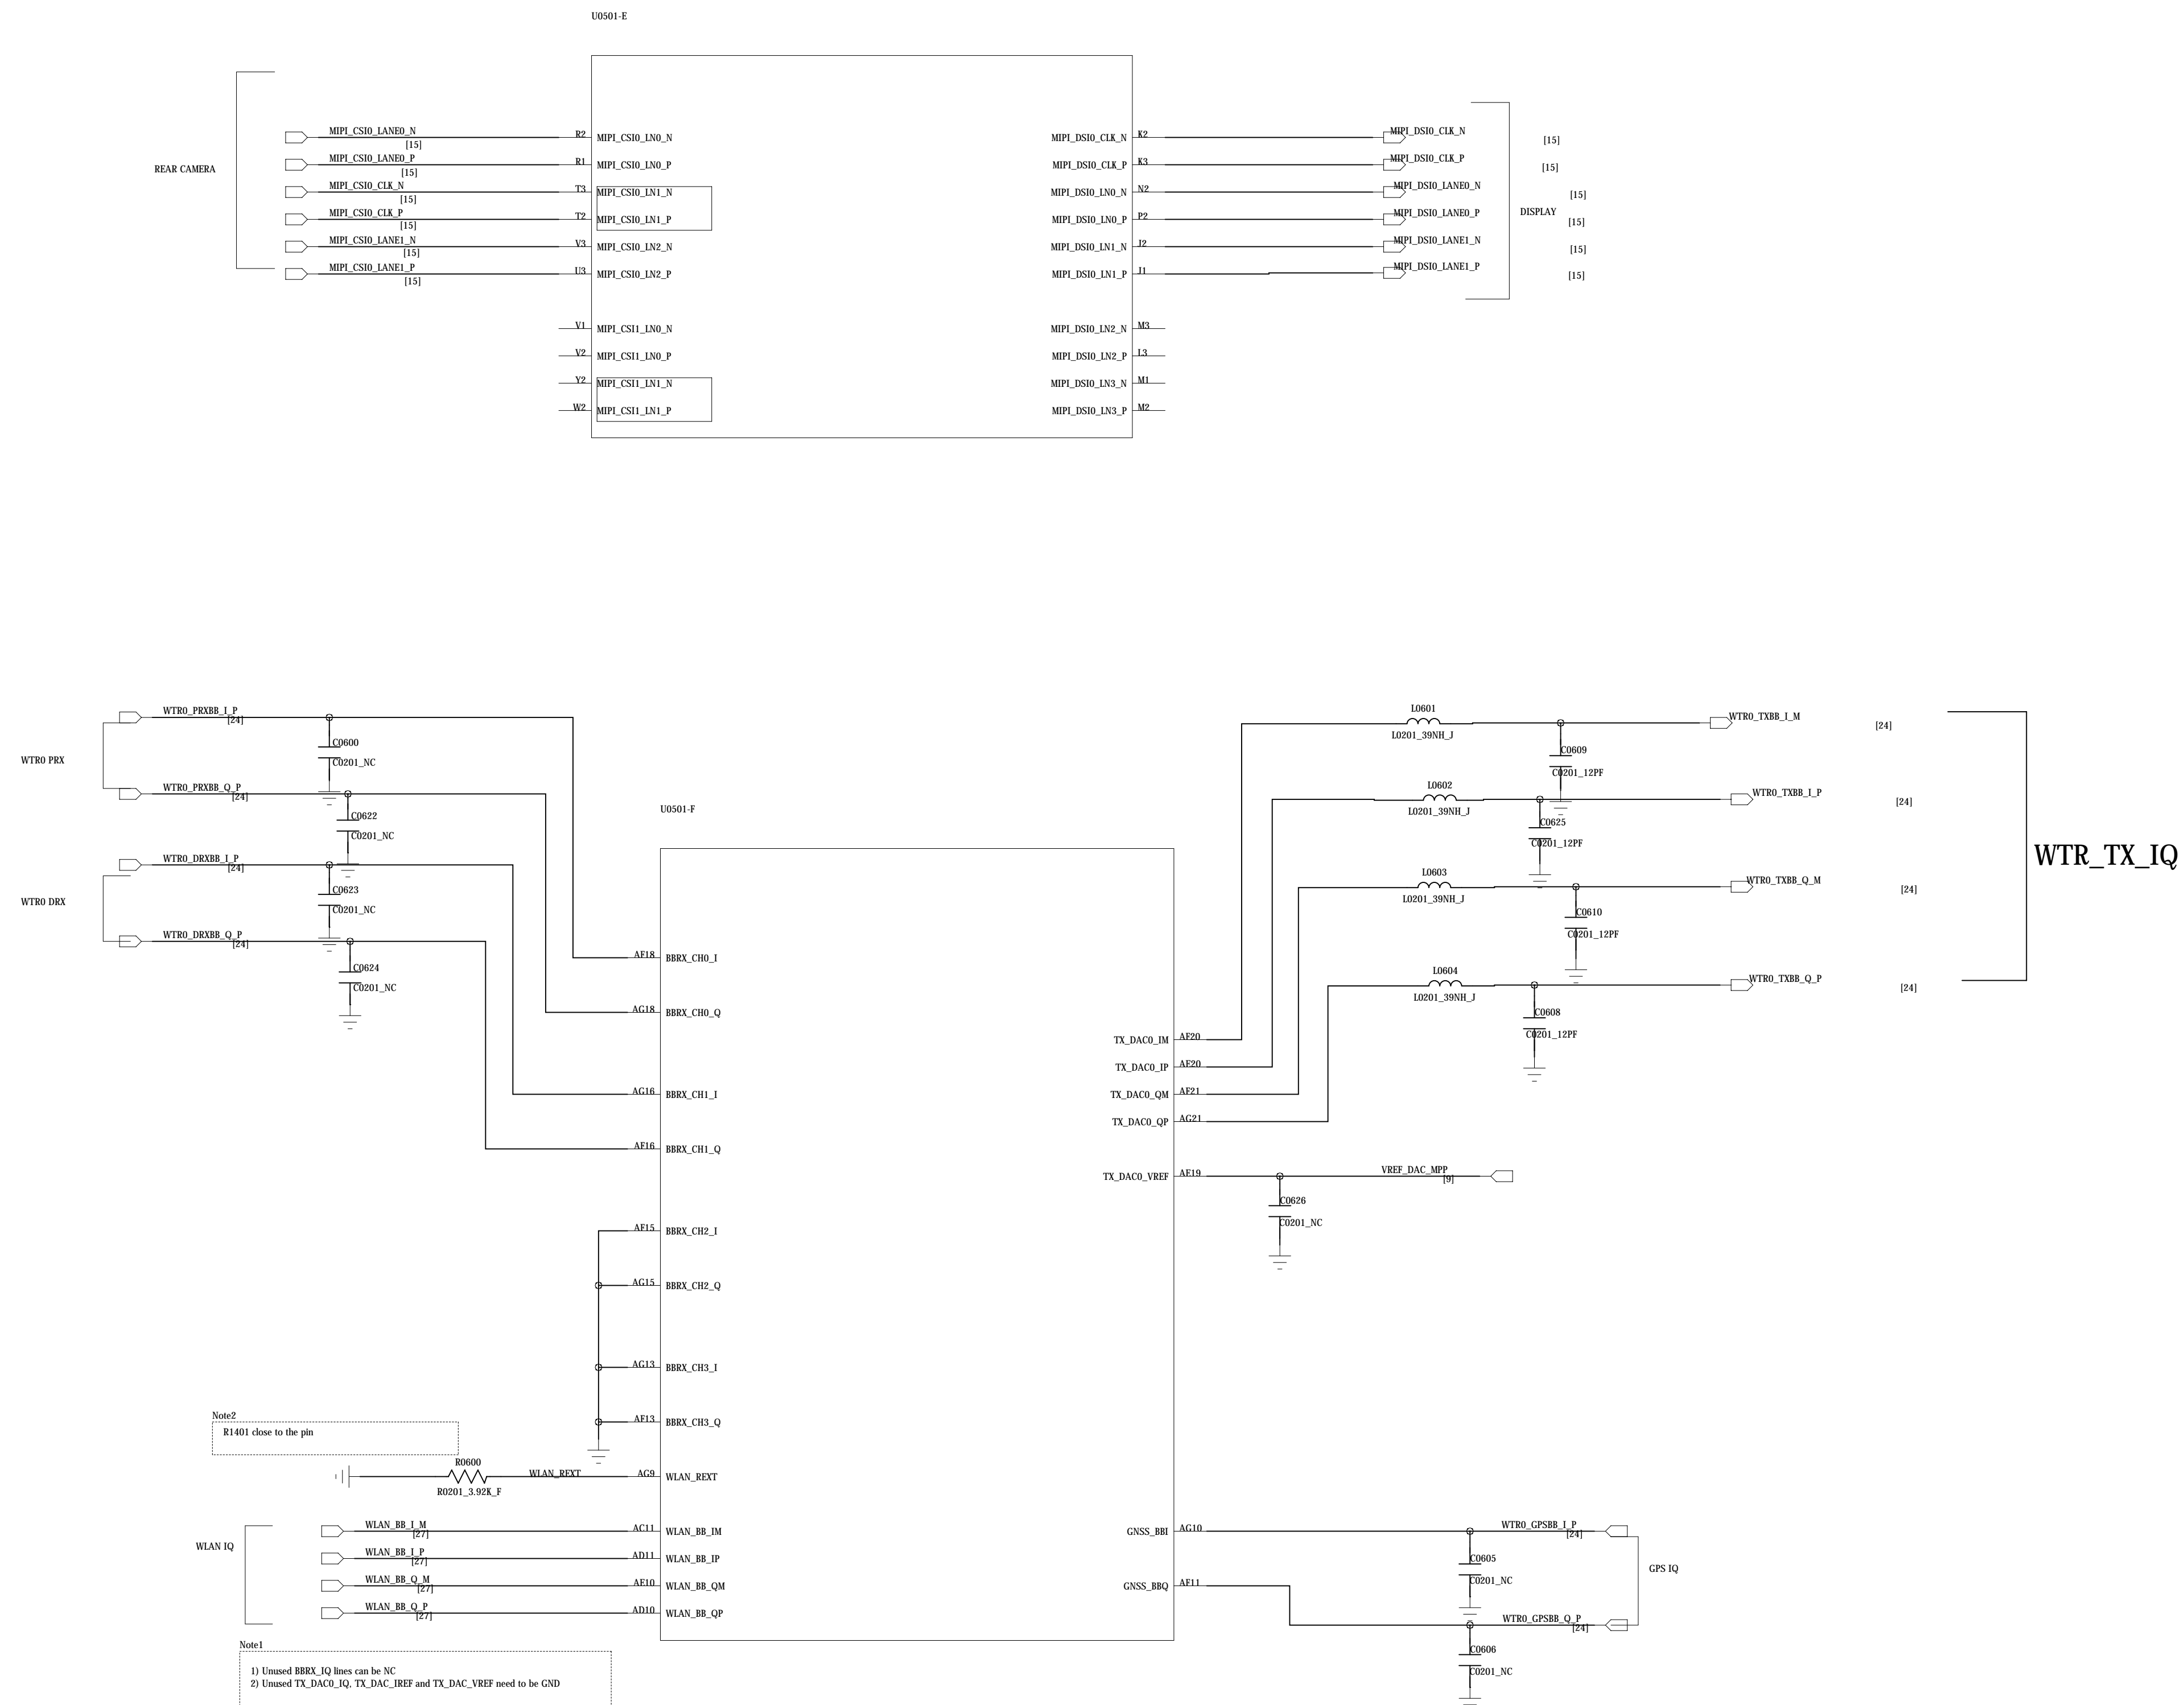 U0501-E
REAR CAMERA
MIPI_CSI0_LANE0_N
[15]
R2
MIPI_CSI0_LN0_N
MIPI_CSI0_LANE0_P
[15]
R1
MIPI_CSI0_LN0_P
MIPI_CSI0_CLK_N
[15]
T3
MIPI_CSI0_LN1_N
MIPI_CSI0_CLK_P
[15]
T2
MIPI_CSI0_LN1_P
MIPI_CSI0_LANE1_N
[15]
V3
MIPI_CSI0_LN2_N
MIPI_CSI0_LANE1_P
[15]
U3
MIPI_CSI0_LN2_P
V1
MIPI_CSI1_LN0_N
V2
MIPI_CSI1_LN0_P
Y2
MIPI_CSI1_LN1_N
W2
MIPI_CSI1_LN1_P
MIPI_DSI0_CLK_N
K2
MIPI_DSI0_CLK_N
[15]
MIPI_DSI0_CLK_P
K3
MIPI_DSI0_CLK_P
[15]
MIPI_DSI0_LN0_N
N2
MIPI_DSI0_LANE0_N
[15]
MIPI_DSI0_LN0_P
P2
MIPI_DSI0_LANE0_P
[15]
MIPI_DSI0_LN1_N
J2
MIPI_DSI0_LANE1_N
[15]
MIPI_DSI0_LN1_P
J1
MIPI_DSI0_LANE1_P
[15]
DISPLAY
MIPI_DSI0_LN2_N
M3
MIPI_DSI0_LN2_P
L3
MIPI_DSI0_LN3_N
M1
MIPI_DSI0_LN3_P
M2
WTR0 PRX
WTR0_PRXBB_I_P
[24]
C0600
C0201_NC
WTR0_PRXBB_Q_P
[24]
C0622
C0201_NC
WTR0 DRX
WTR0_DRXBB_I_P
[24]
C0623
C0201_NC
WTR0_DRXBB_Q_P
[24]
C0624
C0201_NC
U0501-F
AF18
BBRX_CH0_I
AG18
BBRX_CH0_Q
AG16
BBRX_CH1_I
AF16
BBRX_CH1_Q
AF15
BBRX_CH2_I
AG15
BBRX_CH2_Q
AG13
BBRX_CH3_I
AF13
BBRX_CH3_Q
Note2
R1401 close to the pin
R0600
R0201_3.92K_F
WLAN_REXT
AG9
WLAN_REXT
WLAN IQ
WLAN_BB_I_M
[27]
AC11
WLAN_BB_IM
WLAN_BB_I_P
[27]
AD11
WLAN_BB_IP
WLAN_BB_Q_M
[27]
AE10
WLAN_BB_QM
WLAN_BB_Q_P
[27]
AD10
WLAN_BB_QP
Note1
1) Unused BBRX_IQ lines can be NC
2) Unused TX_DAC0_IQ, TX_DAC_IREF and TX_DAC_VREF need to be GND
L0601
L0201_39NH_J
WTR0_TXBB_I_M
[24]
C0609
C0201_12PF
L0602
L0201_39NH_J
WTR0_TXBB_I_P
[24]
C0625
C0201_12PF
L0603
L0201_39NH_J
WTR0_TXBB_Q_M
[24]
C0610
C0201_12PF
L0604
L0201_39NH_J
WTR0_TXBB_Q_P
[24]
C0608
C0201_12PF
WTR_TX_IQ
TX_DAC0_IM
TX_DAC0_IP
TX_DAC0_QM
TX_DAC0_QP
AG21
TX_DAC0_VREF
VREF_DAC_MPP
[9]
C0626
C0201_NC
GNSS_BBI
AG10
WTR0_GPSBB_I_P
[24]
C0605
C0201_NC
GPS IQ
GNSS_BBQ
AF11
WTR0_GPSBB_Q_P
[24]
C0606
C0201_NC